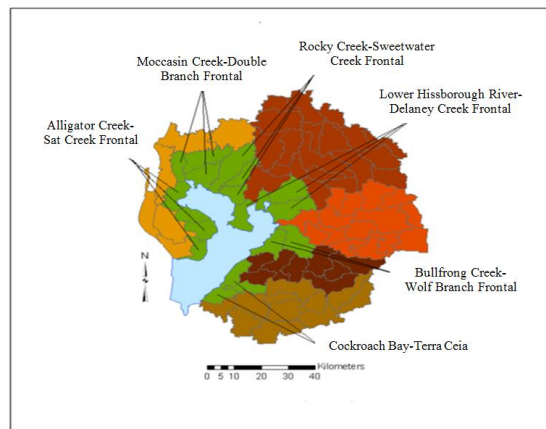 Rocky Creek-Sweetwater
Creek Frontal
Moccasin Creek-Double
Branch Frontal
Lower Hissborough River-
Delaney Creek Frontal
Alligator Creek-
Sat Creek Frontal
N
Bullfrong Creek-
Wolf Branch Frontal
Cockroach Bay-Terra Ceia
Kilometers
0 5 10 20 30 40